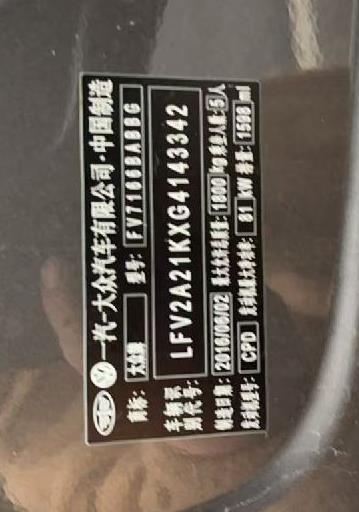 一汽-大众汽车有限公司·中国制造
商标: 大众牌 型号: FV7166BABBG
车辆识别代号: LFV2A21KXG4143342
制造日期: 2016/06/02 最大允许总质量: 1800 kg 乘坐人数: 5人
发动机型号: CPD 发动机最大净功率: 81 kW 排量: 1598 ml